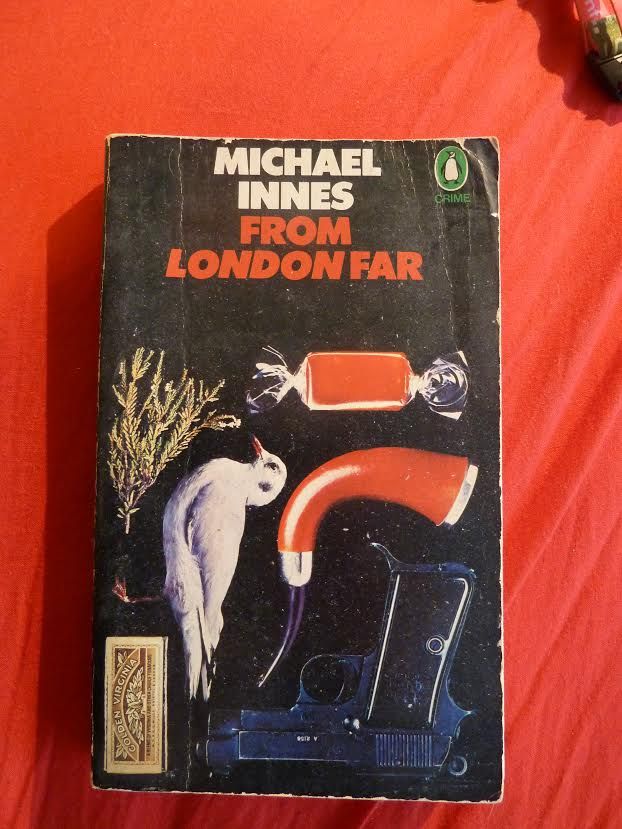 MICHAEL
INNES
FROM
LONDON FAR
CRIME
GOLDEN VIRGINIA